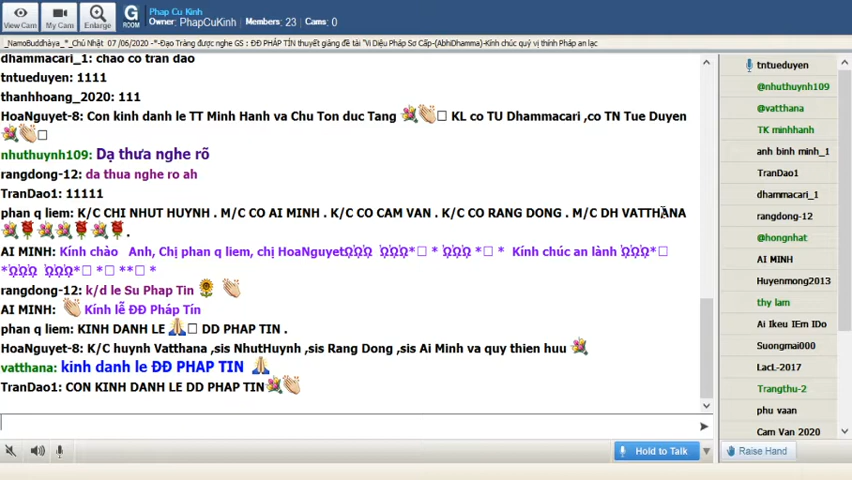 View Cam
My Cam
Enlarge
G
ROOM
Phap Cu Kinh
Owner: PhapCuKinh Members: 23 Cams: 0
_NamoBuddhàya_*_Chủ Nhật 07 /06/2020 -*-Đạo Tràng được nghe GS : ĐĐ PHÁP TÍN thuyết giảng đề tài "Vi Diệu Pháp Sơ Cấp-(AbhiDhamma)-Kính chúc quý vị thính Pháp an lạc
dhammacari_1: chao co tran dao
tntueduyen: 1111
thanhhoang_2020: 111
HoaNguyet-8: Con kinh danh le TT Minh Hanh va Chu Ton duc Tang 💐👏 KL co TU Dhammacari ,co TN Tue Duyen
💐👏
nhuthuynh109: Dạ thưa nghe rõ
rangdong-12: da thua nghe ro ah
TranDao1: 11111
phan q liem: K/C CHI NHUT HUYNH . M/C CO AI MINH . K/C CO CAM VAN . K/C CO RANG DONG . M/C DH VATTHANA
💐🌹💐💐🌹💐🌹 .
AI MINH: Kính chào Anh, Chị phan q liem, chị HoaNguyet * * * Kính chúc an lành *
* * ** *
rangdong-12: k/d le Su Phap Tin 🌻 👏
AI MINH: 👏 Kính lễ ĐĐ Pháp Tín
phan q liem: KINH DANH LE 🙏 DD PHAP TIN .
HoaNguyet-8: K/C huynh Vatthana ,sis NhutHuynh ,sis Rang Dong ,sis Ai Minh va quy thien huu 💐
vatthana: kinh danh le ĐĐ PHAP TIN 🙏
TranDao1: CON KINH DANH LE DD PHAP TIN💐👏
Hold to Talk
tntueduyen
@nhuthuynh109
@vatthana
TK minhhanh
anh binh minh_1
TranDao1
dhammacari_1
rangdong-12
@hongnhat
AI MINH
Huyenmong2013
thy lam
Ai Ikeu IEm IDo
Suongmai000
LacL-2017
Trangthu-2
phu vaan
Cam Van 2020
Raise Hand